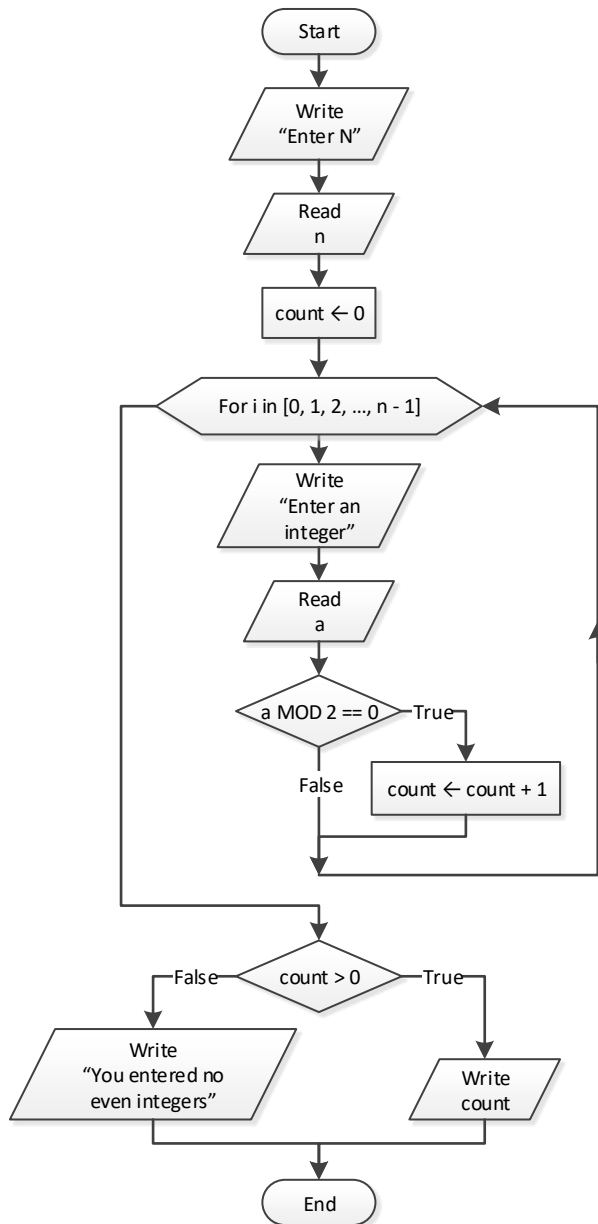 Start
Write
“Enter N”
Read
n
count ← 0
For i in [0, 1, 2, …, n - 1]
Write
“Enter an
integer”
Read
a
a MOD 2 == 0
True
False
count ← count + 1
count > 0
False
True
Write
“You entered no
even integers”
Write
count
End